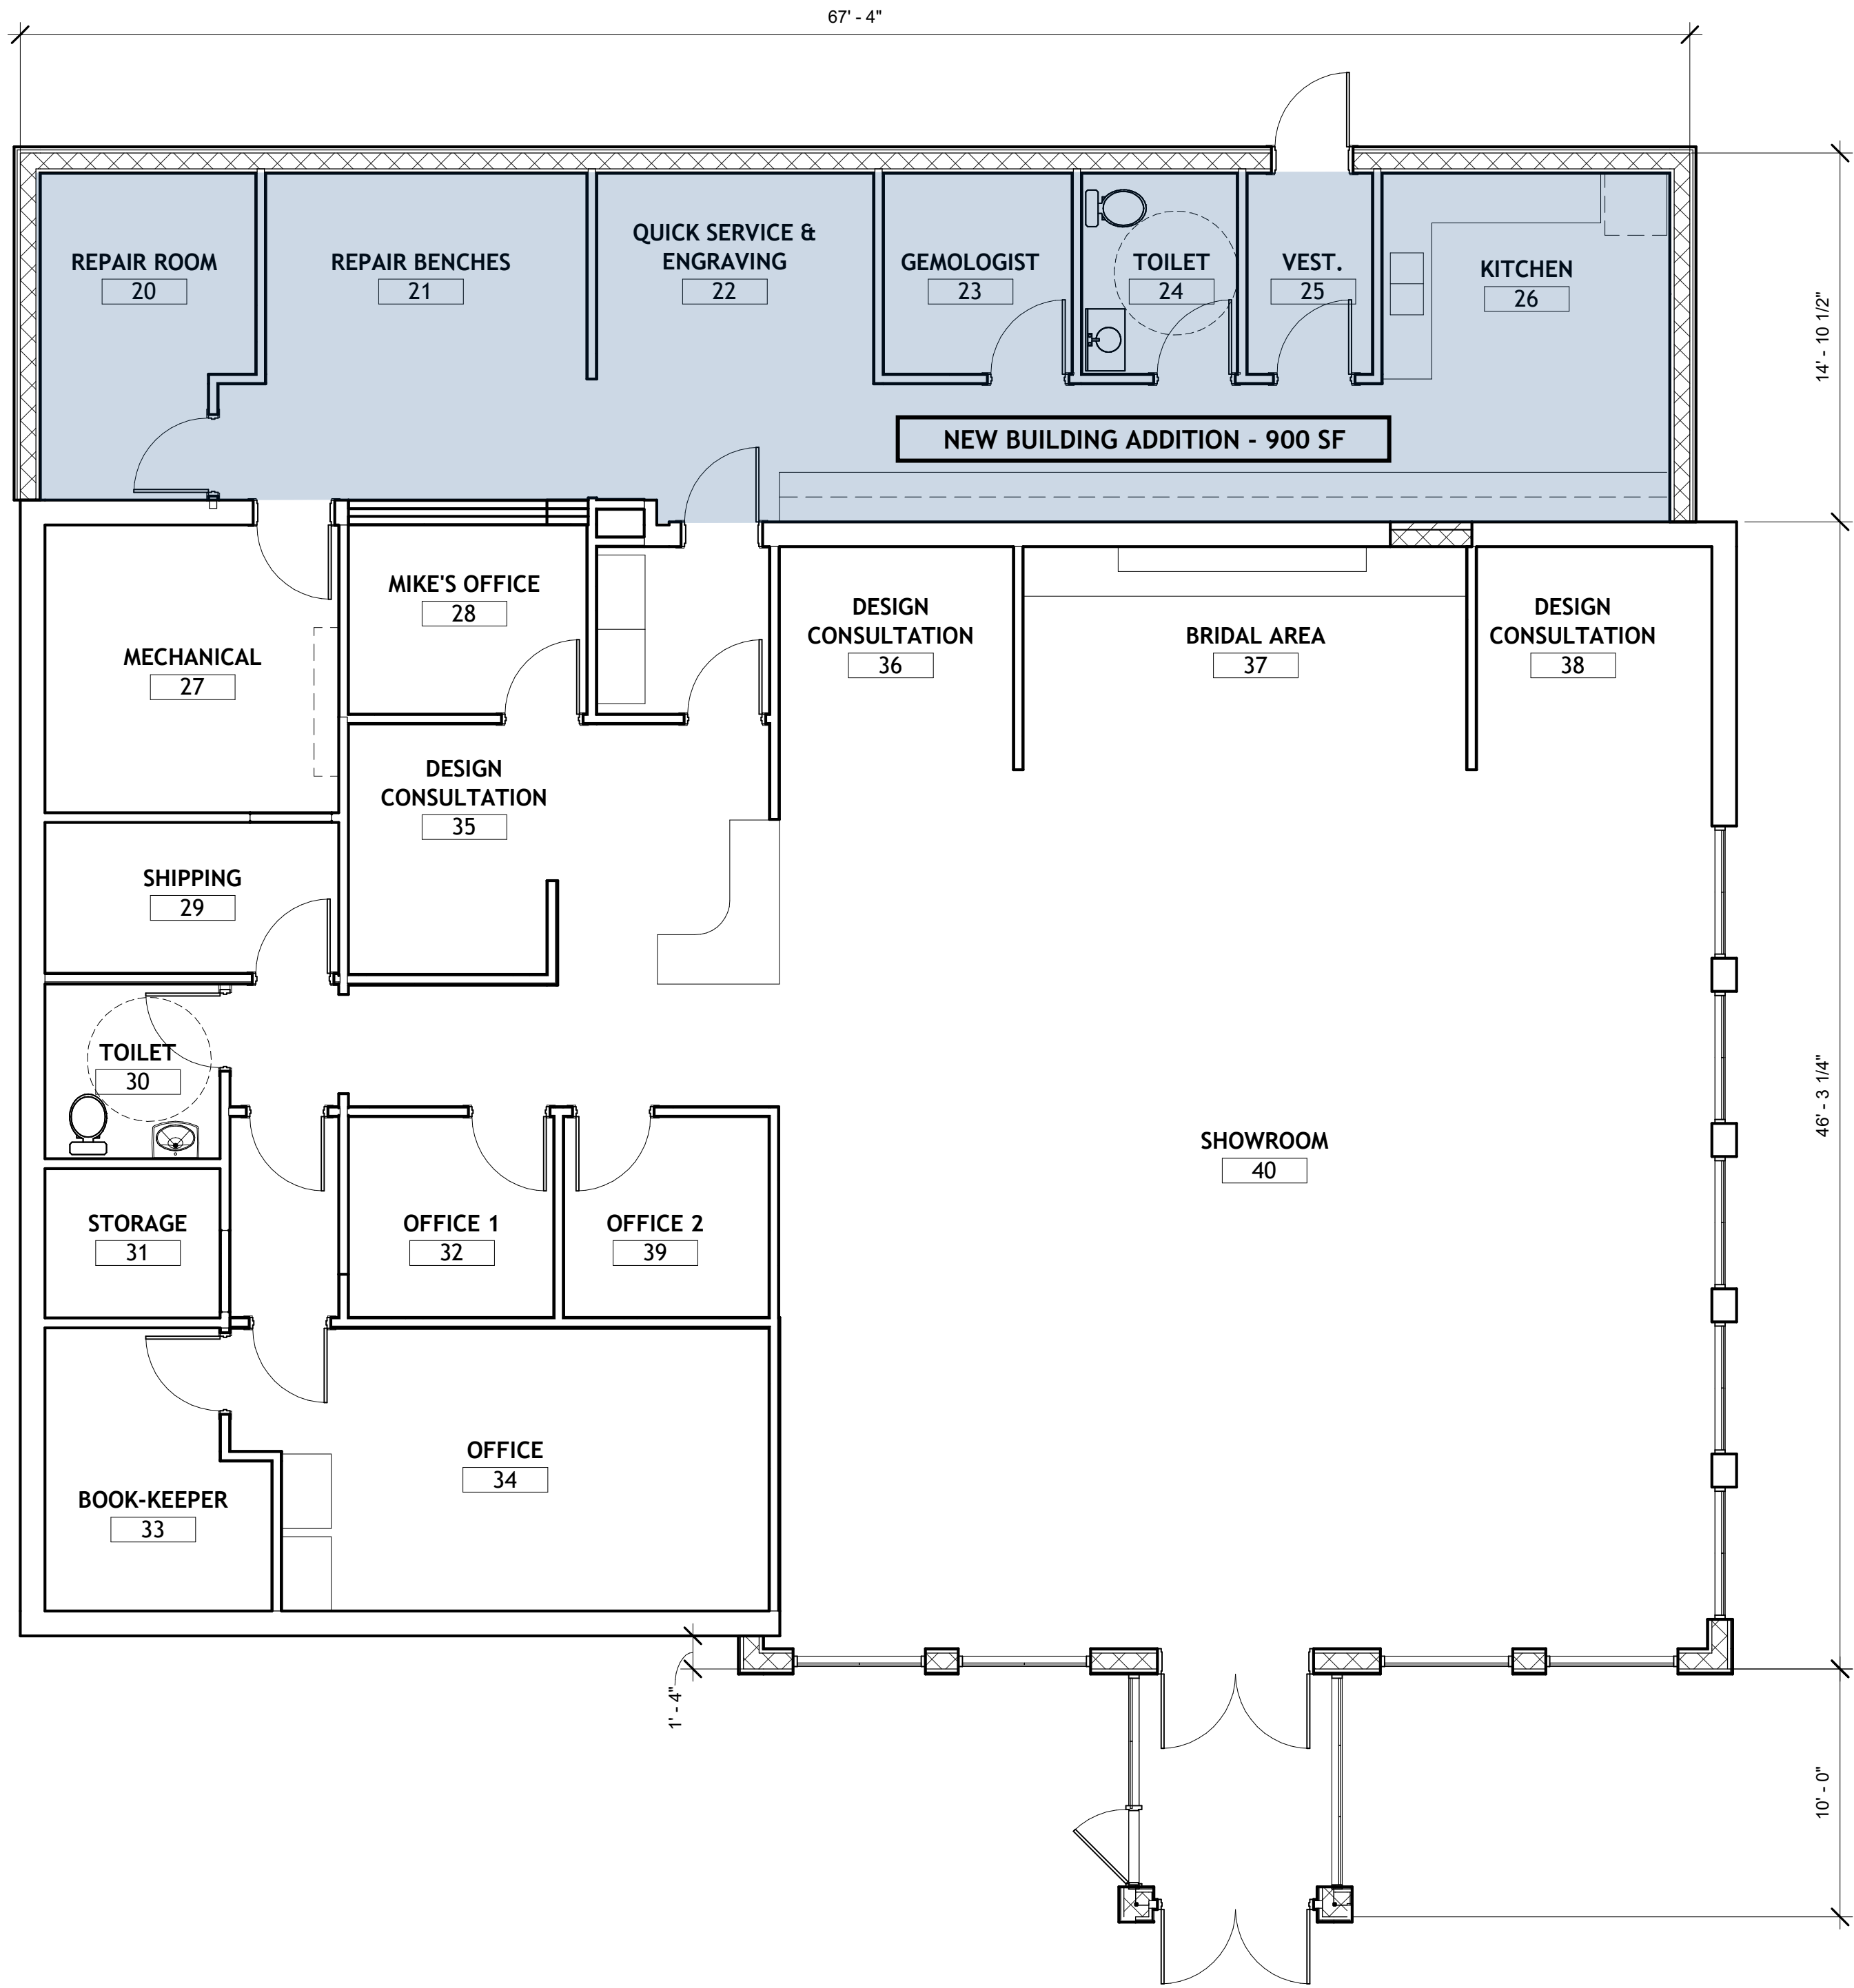 67' - 4"
REPAIR ROOM
20
REPAIR BENCHES
21
QUICK SERVICE &
ENGRAVING
22
GEMOLOGIST
23
TOILET
24
VEST.
25
KITCHEN
26
14' - 10 1/2"
NEW BUILDING ADDITION - 900 SF
MECHANICAL
27
MIKE'S OFFICE
28
DESIGN
CONSULTATION
36
BRIDAL AREA
37
DESIGN
CONSULTATION
38
DESIGN
CONSULTATION
35
SHIPPING
29
TOILET
30
46' - 3 1/4"
SHOWROOM
40
STORAGE
31
OFFICE 1
32
OFFICE 2
39
OFFICE
34
BOOK-KEEPER
33
1' - 4"
10' - 0"